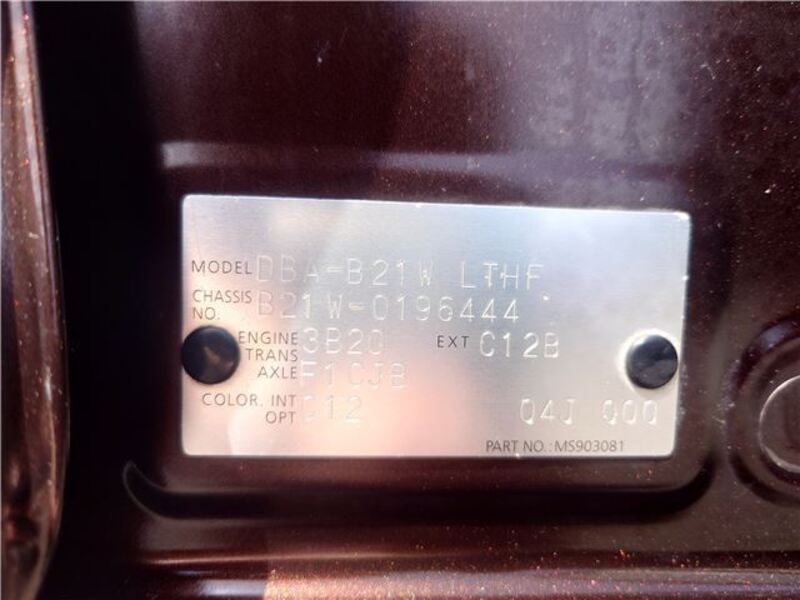 MODEL DBA-B21W LTHF
CHASSIS NO. B21W-0196444
ENGINE 3B20 EXT C12B
TRANS AXLE F1CJB
COLOR. INT OPT C12 04J 000
PART NO.: MS903081